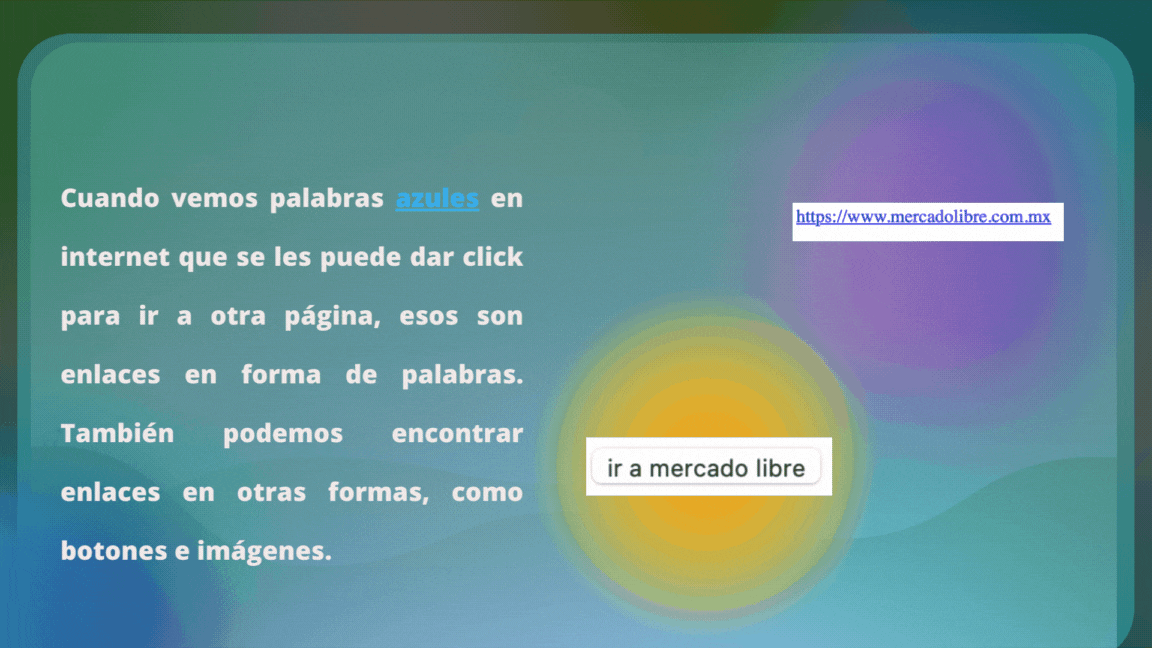 Cuando vemos palabras azules en
internet que se les puede dar click
para ir a otra página, esos son
enlaces en forma de palabras.
También podemos encontrar
enlaces en otras formas, como
botones e imágenes.
https://www.mercadolibre.com.mx
ir a mercado libre